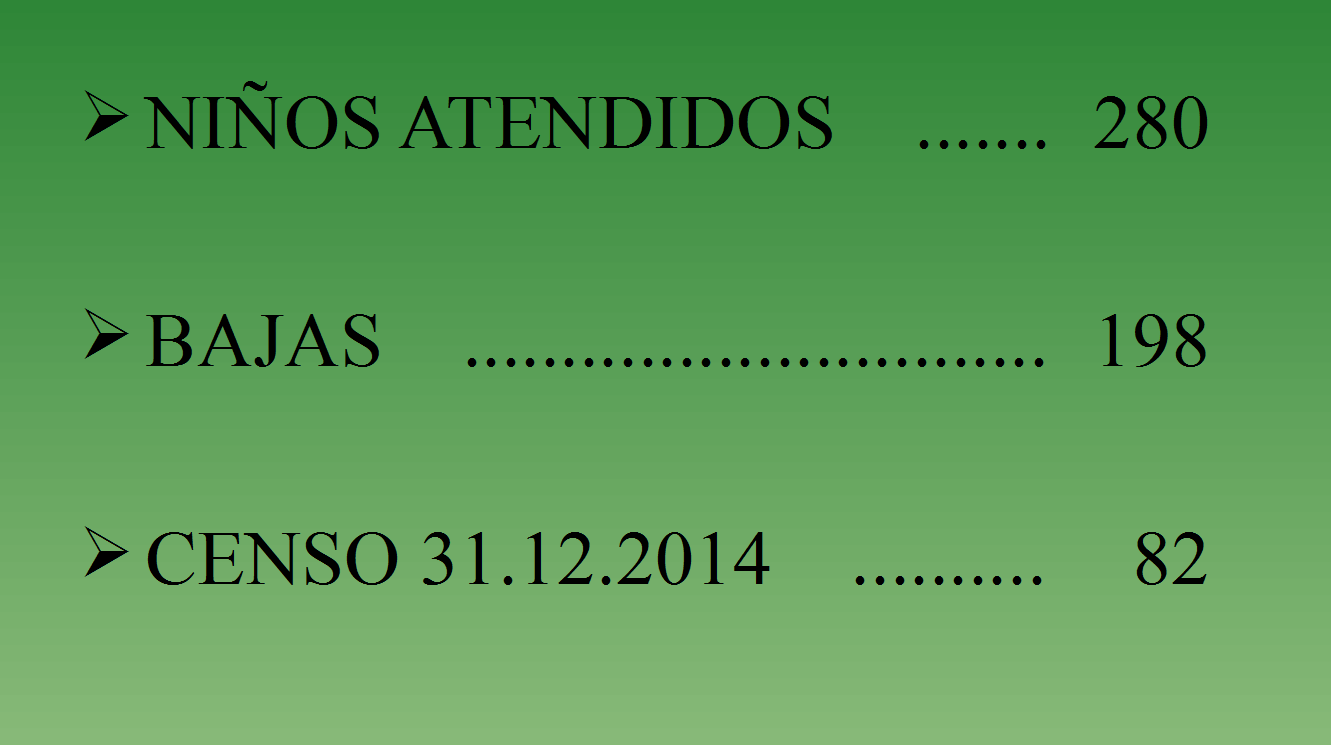 ➢ NIÑOS ATENDIDOS ....... 280
➢ BAJAS .............................. 198
➢ CENSO 31.12.2014 .......... 82